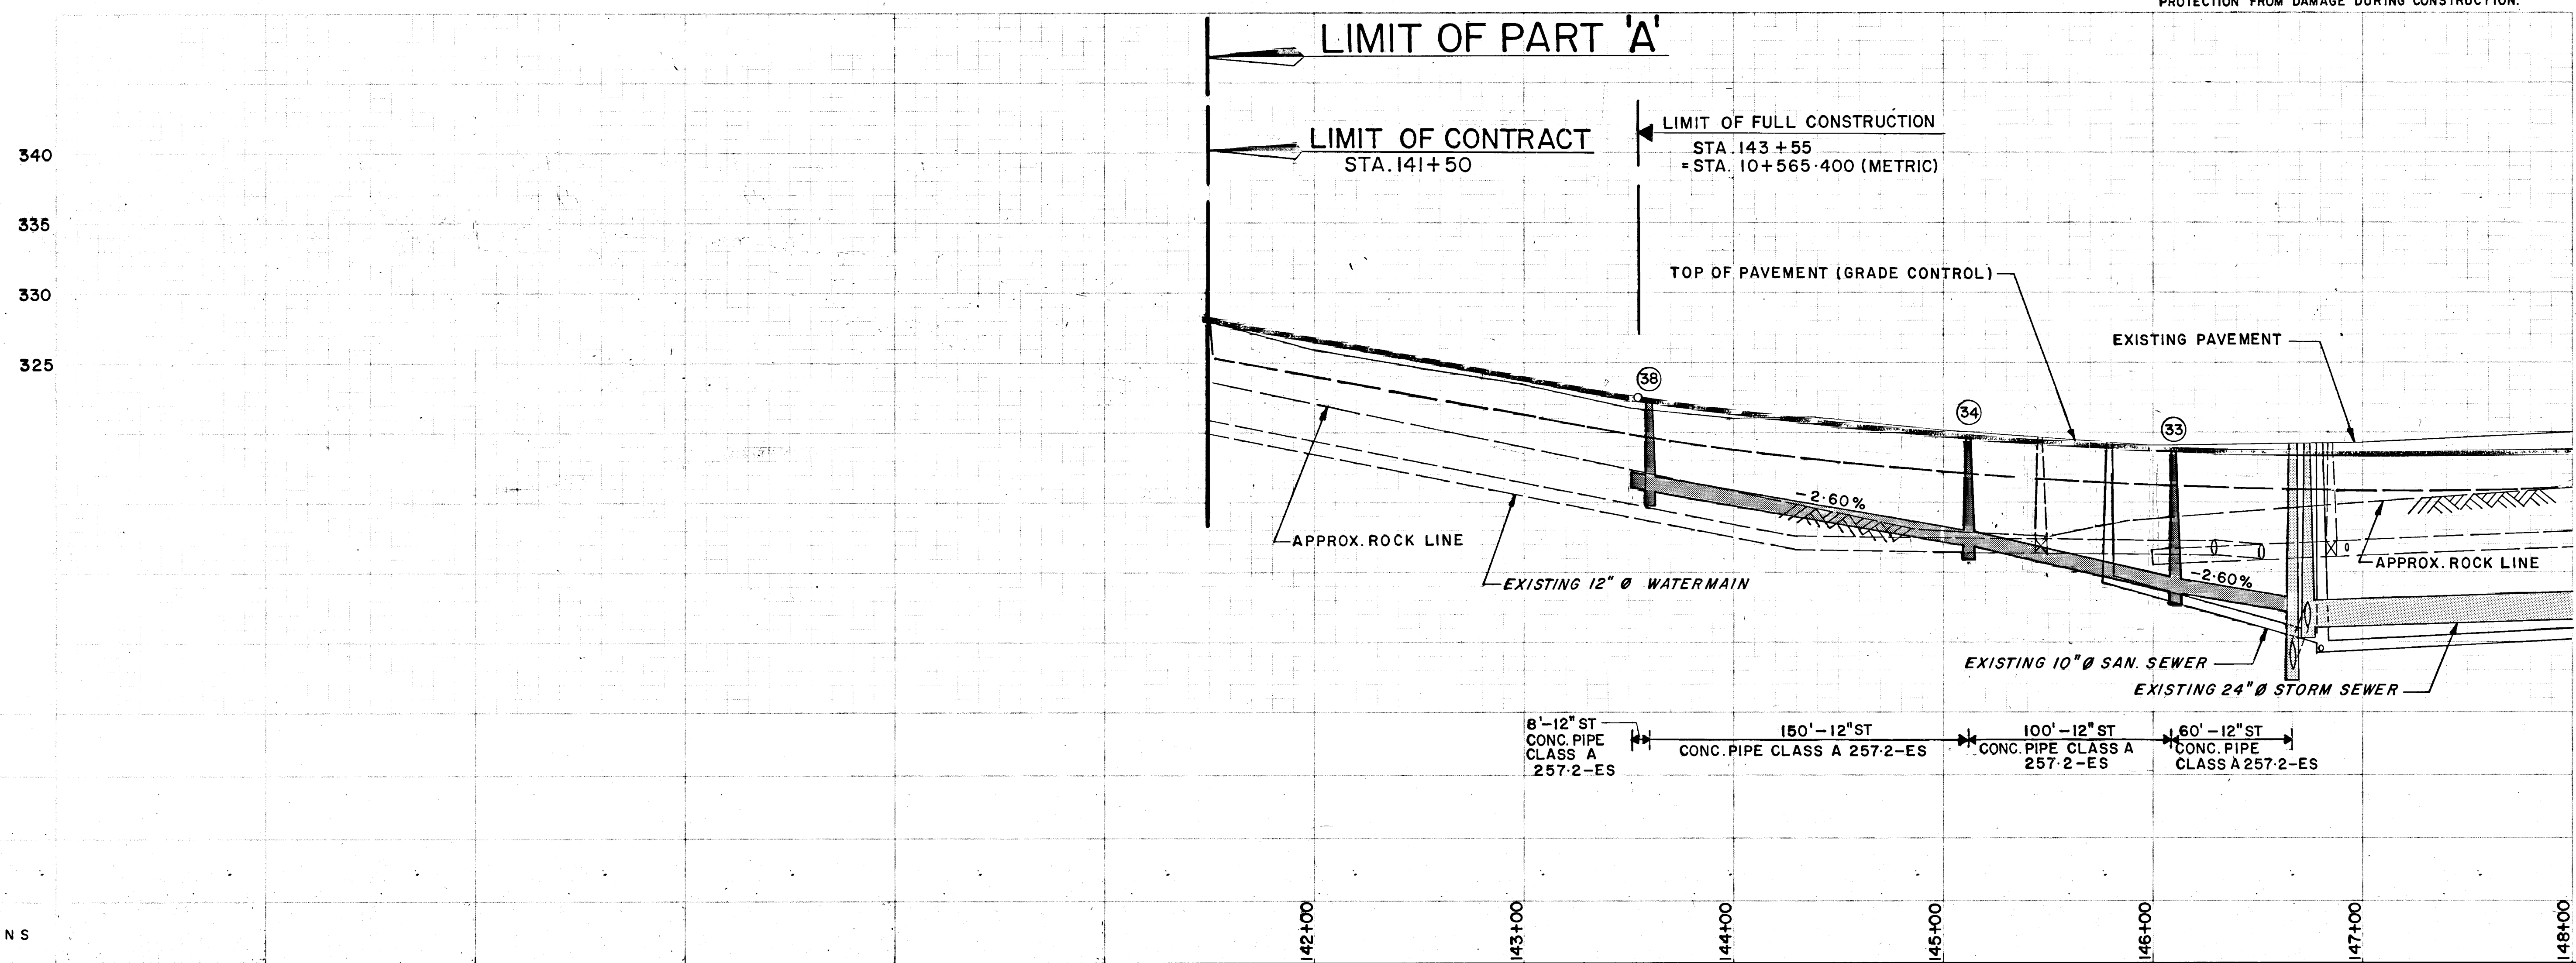 PROTECTION FROM DAMAGE DURING CONSTRUCTION.
LIMIT OF PART 'A'
LIMIT OF CONTRACT
STA. 141+50
LIMIT OF FULL CONSTRUCTION
STA. 143+55
= STA. 10+565·400 (METRIC)
340
335
330
325
TOP OF PAVEMENT (GRADE CONTROL)
EXISTING PAVEMENT
38
34
33
-2·60%
APPROX. ROCK LINE
EXISTING 12" Ø WATERMAIN
-2·60%
APPROX. ROCK LINE
EXISTING 10" Ø SAN. SEWER
EXISTING 24" Ø STORM SEWER
8'-12" ST
CONC. PIPE
CLASS A
257·2-ES
150'-12" ST
CONC. PIPE CLASS A 257·2-ES
100'-12" ST
CONC. PIPE CLASS A
257·2-ES
60'-12" ST
CONC. PIPE
CLASS A 257·2-ES
NS
142+00
143+00
144+00
145+00
146+00
147+00
148+00